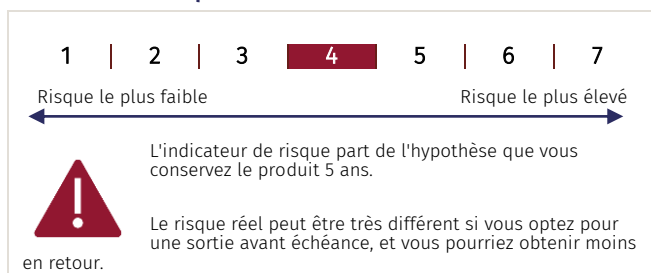 1 | 2 | 3 | 4 | 5 | 6 | 7
Risque le plus faible Risque le plus élevé
L'indicateur de risque part de l'hypothèse que vous
conservez le produit 5 ans.
Le risque réel peut être très différent si vous optez pour
une sortie avant échéance, et vous pourriez obtenir moins
en retour.